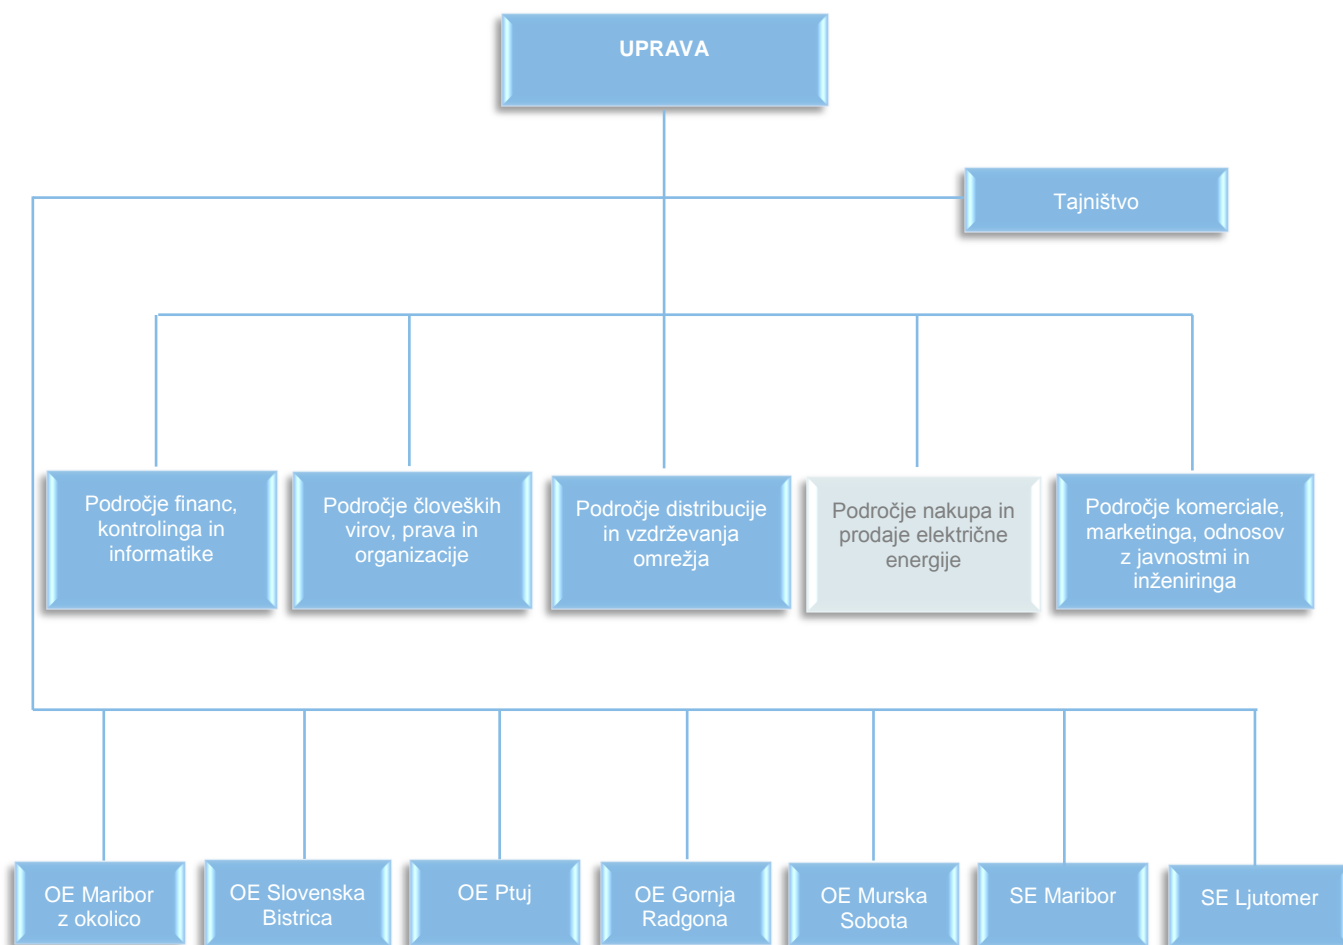 UPRAVA
Tajništvo
Področje financ,
kontrolinga in
informatike
Področje človeških
virov, prava in
organizacije
Področje distribucije
in vzdrževanja
omrežja
Področje nakupa in
prodaje električne
energije
Področje komerciale,
marketinga, odnosov
z javnostmi in
inženiringa
OE Maribor
z okolico
OE Slovenska
Bistrica
OE Ptuj
OE Gornja
Radgona
OE Murska
Sobota
SE Maribor
SE Ljutomer